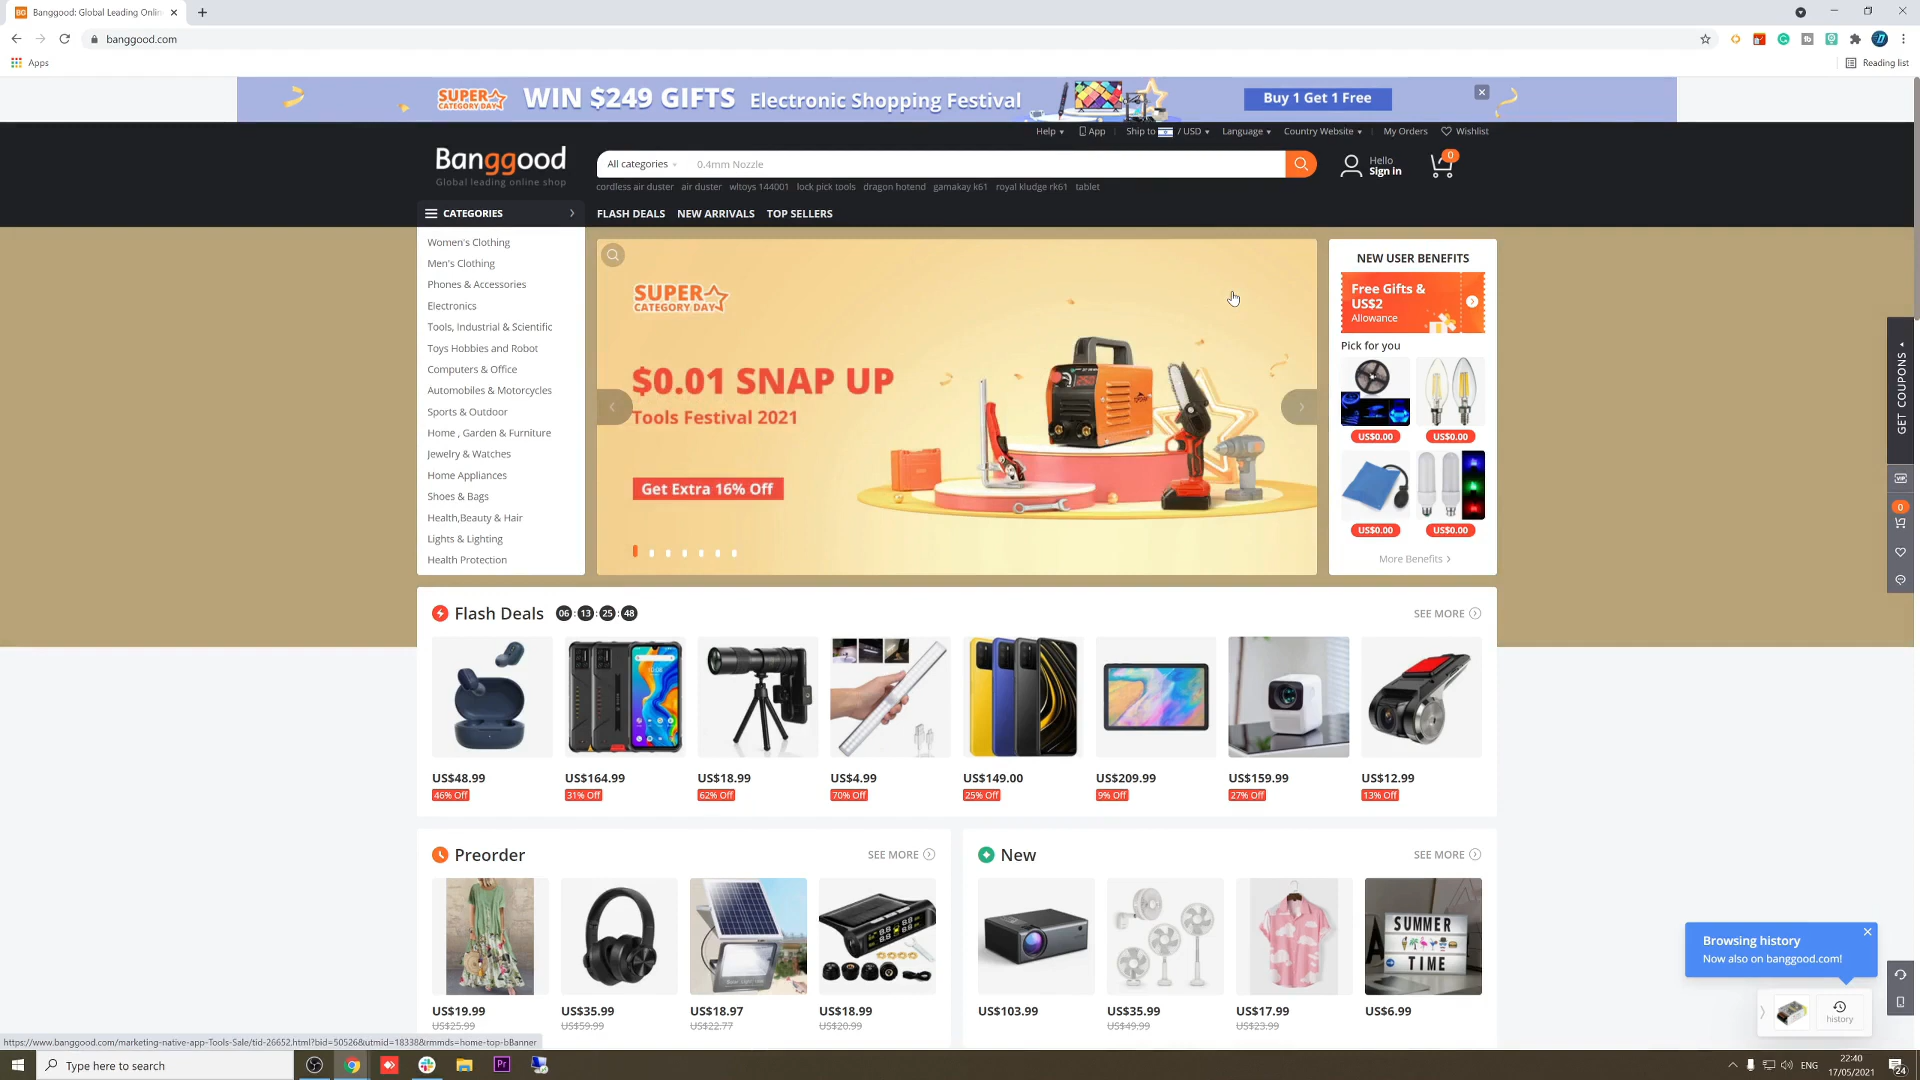 Banggood: Global Leading Onlin
banggood.com
Apps
Reading list
SUPER CATEGORY DAY
WIN $249 GIFTS Electronic Shopping Festival
Buy 1 Get 1 Free
Help
App
Ship to / USD
Language
Country Website
My Orders
Wishlist
Banggood
Global leading online shop
All categories
0.4mm Nozzle
Hello
Sign in
0
cordless air duster air duster wltoys 144001 lock pick tools dragon hotend gamakay k61 royal kludge rk61 tablet
CATEGORIES
FLASH DEALS NEW ARRIVALS TOP SELLERS
Women's Clothing
Men's Clothing
Phones & Accessories
Electronics
Tools, Industrial & Scientific
Toys Hobbies and Robot
Computers & Office
Automobiles & Motorcycles
Sports & Outdoor
Home , Garden & Furniture
Jewelry & Watches
Home Appliances
Shoes & Bags
Health,Beauty & Hair
Lights & Lighting
Health Protection
SUPER
CATEGORY DAY
$0.01 SNAP UP
Tools Festival 2021
Get Extra 16% Off
NEW USER BENEFITS
Free Gifts &
US$2
Allowance
Pick for you
US$0.00 US$0.00
US$0.00 US$0.00
More Benefits
GET COUPONS
VIP
0
Flash Deals 06 : 13 : 25 : 48
SEE MORE
US$48.99 US$164.99 US$18.99 US$4.99 US$149.00 US$209.99 US$159.99 US$12.99
46% Off 31% Off 62% Off 70% Off 25% Off 9% Off 27% Off 13% Off
Preorder
SEE MORE
New
SEE MORE
SUMMER
TIME
US$19.99 US$35.99 US$18.97 US$18.99
US$25.99 US$59.99 US$22.77 US$20.99
US$103.99 US$35.99 US$17.99 US$6.99
US$49.99 US$23.99
Browsing history
Now also on banggood.com!
history
https://www.banggood.com/marketing-native-app-Tools-Sale/tid-26652.html?bid=50526&utmid=18338&rmmds=home-top-bBanner
Type here to search
Pr
ENG
22:40
17/05/2021
24